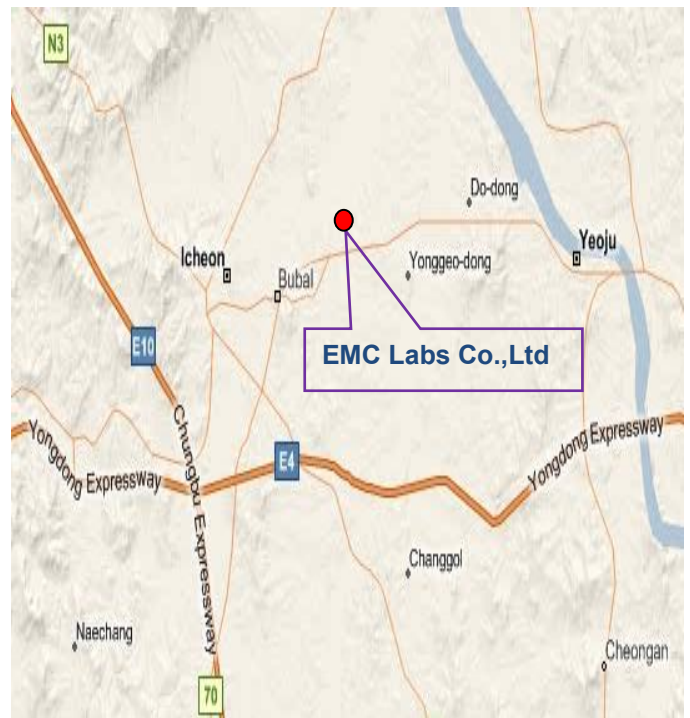 N3
Do-dong
Icheon
Yeoju
Bubal
Yonggeo-dong
EMC Labs Co.,Ltd
E10
Chungbu Expressway
Yongdong Expressway
Yongdong Expressway
E4
Changgol
Naechang
Cheongan
70